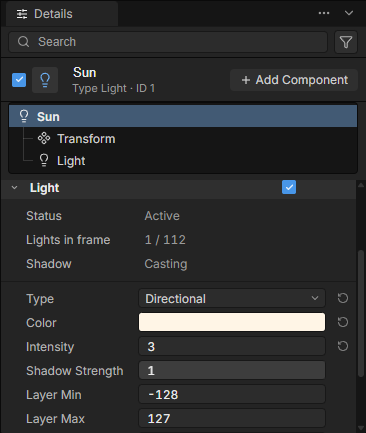 Details
Search
Sun
Type Light · ID 1
+ Add Component
Sun
Transform
Light
Light
Status Active
Lights in frame 1 / 112
Shadow Casting
Type Directional
Color
Intensity 3
Shadow Strength 1
Layer Min -128
Layer Max 127